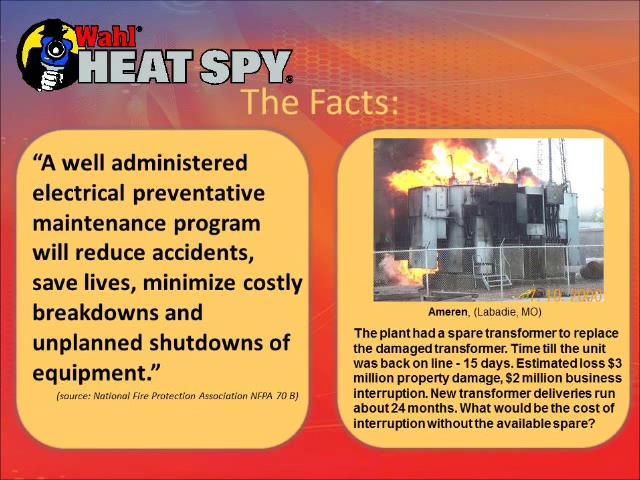 Wahl®
HEAT SPY®
The Facts:
“A well administered
electrical preventative
maintenance program
will reduce accidents,
save lives, minimize costly
breakdowns and
unplanned shutdowns of
equipment.”
(source: National Fire Protection Association NFPA 70 B)
10 2000
Ameren, (Labadie, MO)
The plant had a spare transformer to replace
the damaged transformer. Time till the unit
was back on line - 15 days. Estimated loss $3
million property damage, $2 million business
interruption. New transformer deliveries run
about 24 months. What would be the cost of
interruption without the available spare?